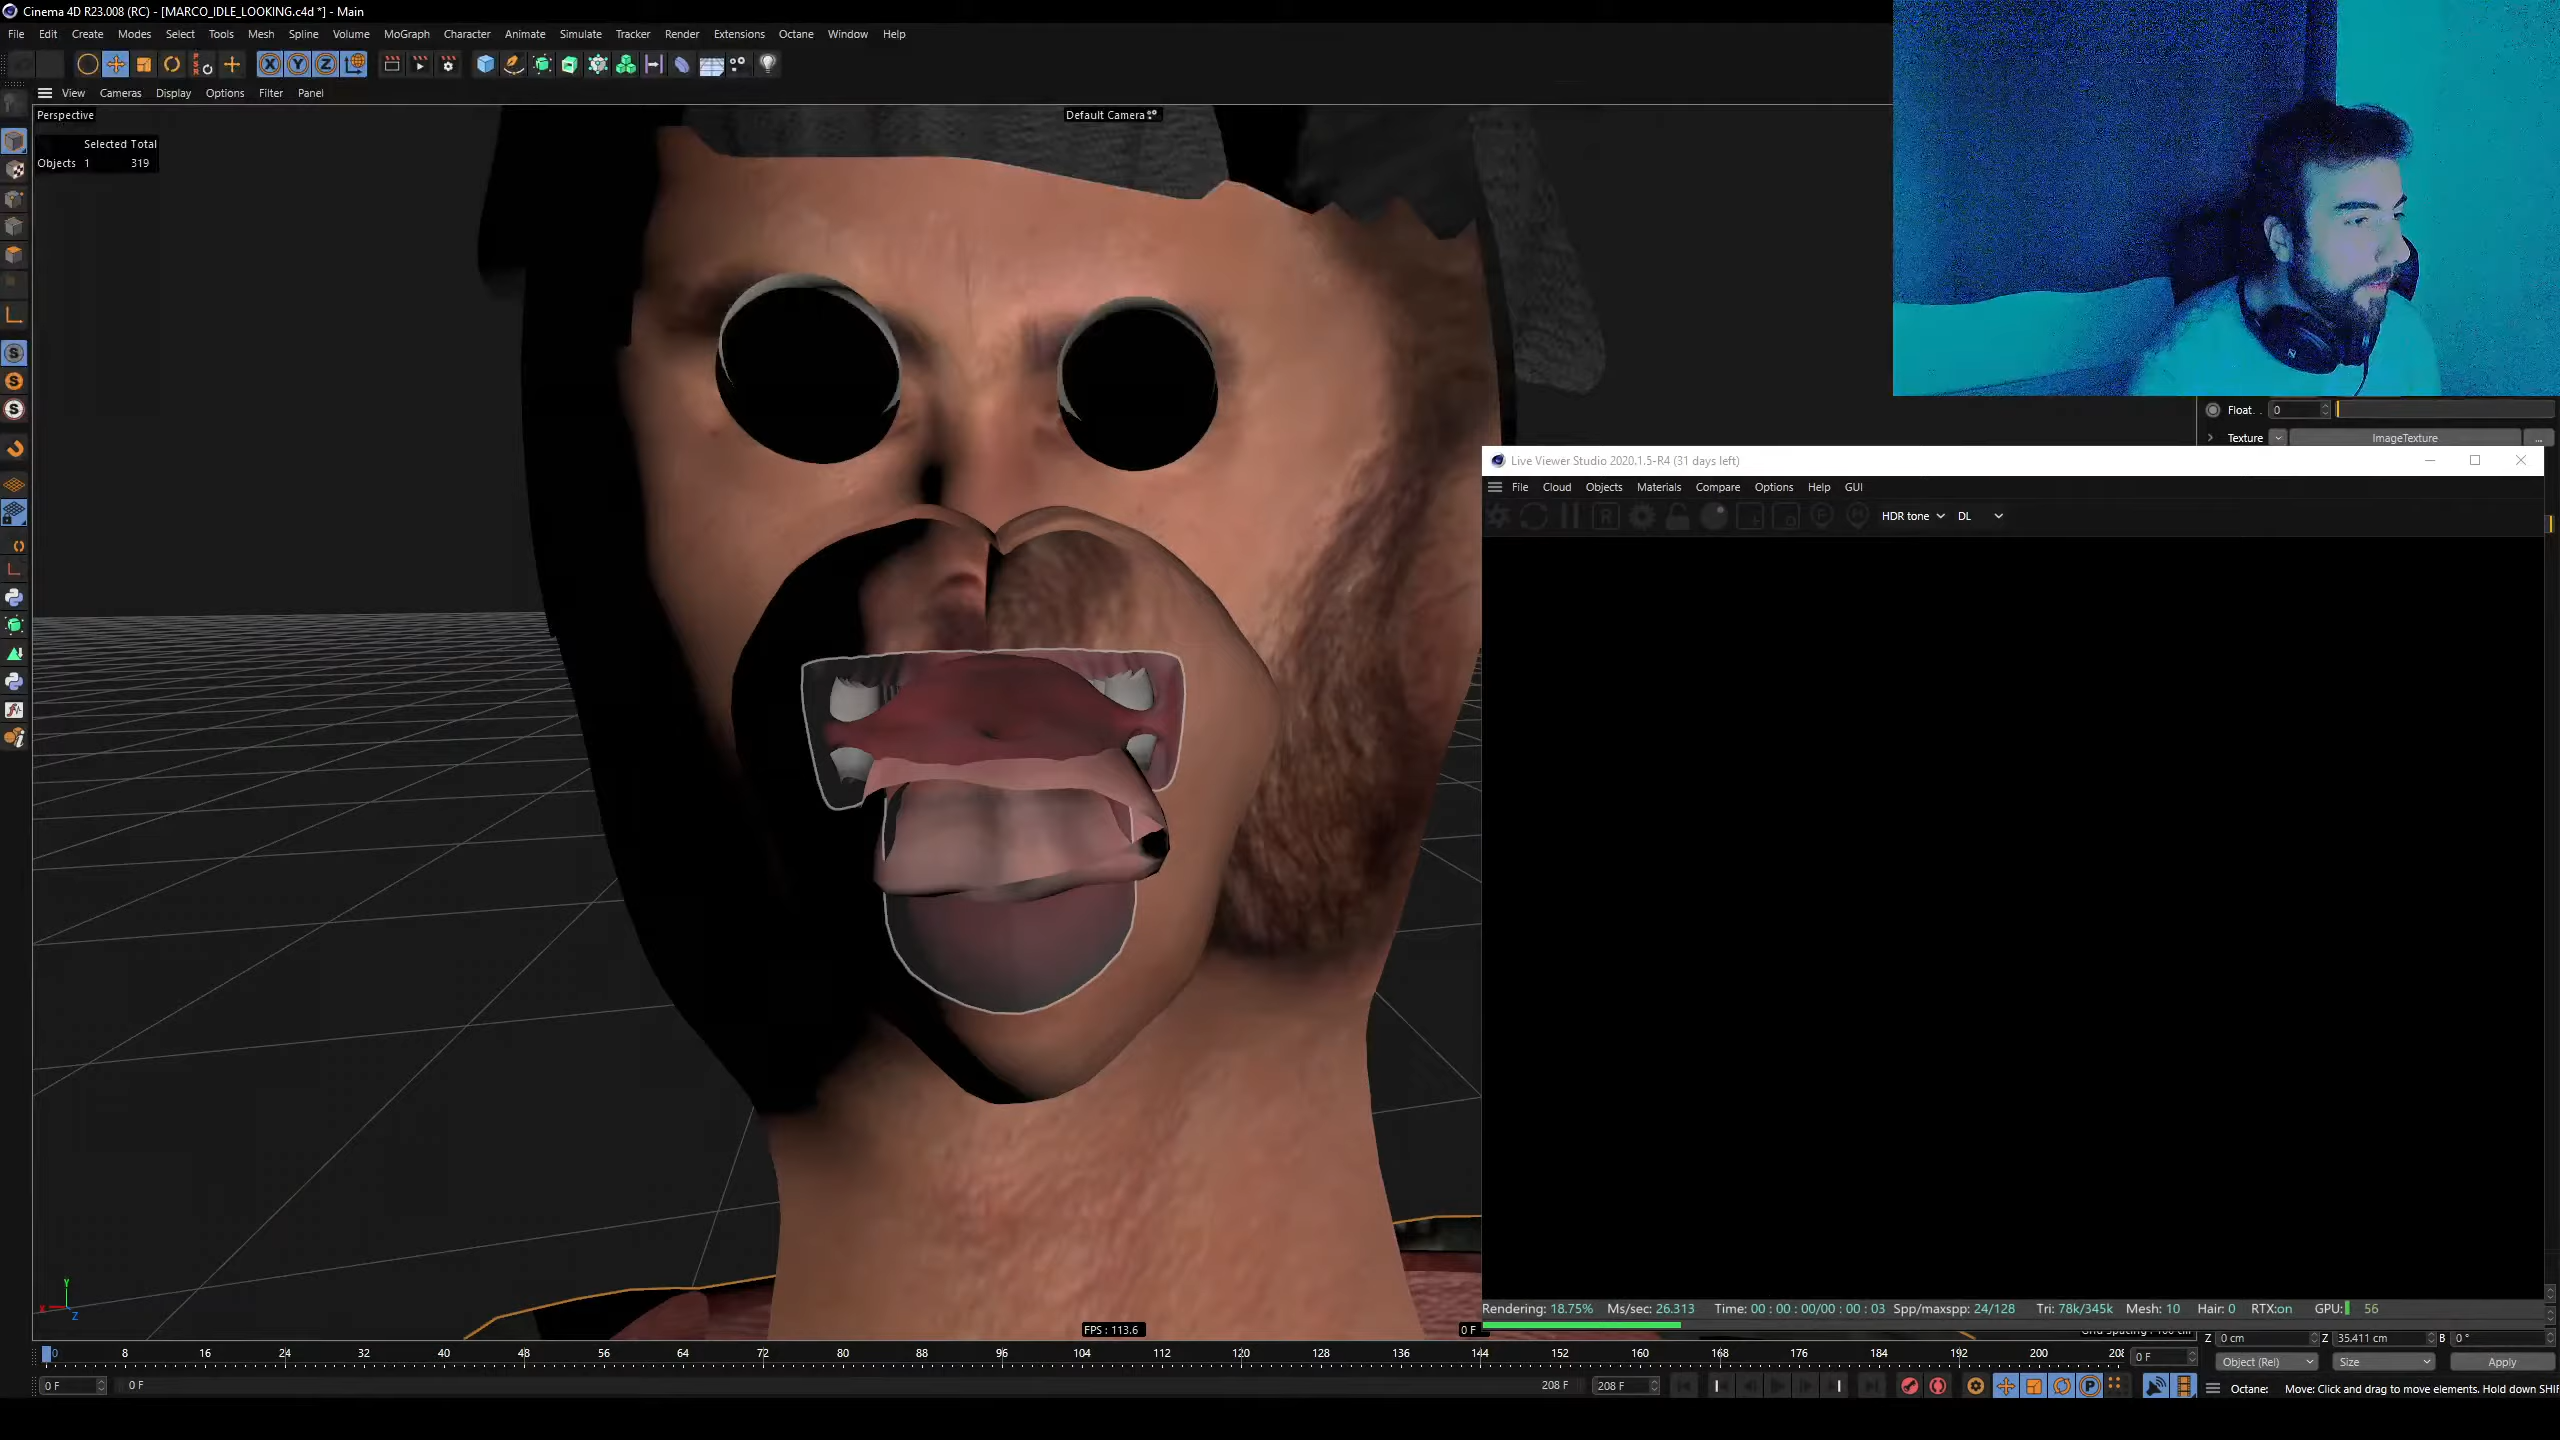 Cinema 4D R23.008 (RC) - [MARCO_IDLE_LOOKING.c4d *] - Main
File Edit Create Modes Select Tools Mesh Spline Volume MoGraph Character Animate Simulate Tracker Render Extensions Octane Window Help
View Cameras Display Options Filter Panel
Perspective
Default Camera
Selected Total
Objects 1 319
Float. . 0
Texture ImageTexture ...
Live Viewer Studio 2020.1.5-R4 (31 days left)
File Cloud Objects Materials Compare Options Help GUI
HDR tone DL
Rendering: 18.75% Ms/sec: 26.313 Time: 00 : 00 : 00/00 : 00 : 03 Spp/maxspp: 24/128 Tri: 78k/345k Mesh: 10 Hair: 0 RTX:on GPU: 56
FPS : 113.6
0 F
Z 0 cm Z 35.411 cm B 0 °
0 8 16 24 32 40 48 56 64 72 80 88 96 104 112 120 128 136 144 152 160 168 176 184 192 200 208
0 F
Object (Rel) Size Apply
0 F 0 F 208 F 208 F
Octane: Move: Click and drag to move elements. Hold down SHIF